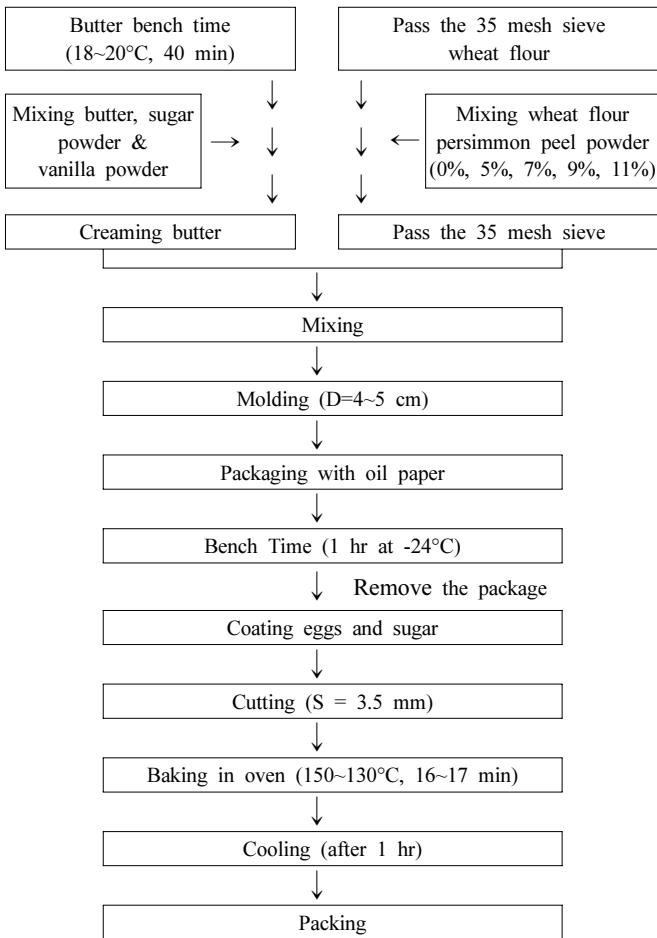 Butter bench time
(18~20°C, 40 min)
Pass the 35 mesh sieve
wheat flour
Mixing butter, sugar
powder &
vanilla powder
Mixing wheat flour
persimmon peel powder
(0%, 5%, 7%, 9%, 11%)
Creaming butter
Pass the 35 mesh sieve
Mixing
Molding (D=4~5 cm)
Packaging with oil paper
Bench Time (1 hr at -24°C)
Remove the package
Coating eggs and sugar
Cutting (S = 3.5 mm)
Baking in oven (150~130°C, 16~17 min)
Cooling (after 1 hr)
Packing